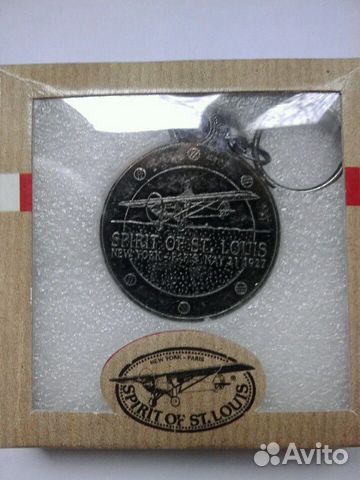 SPIRIT OF ST. LOUIS
NEW YORK - PARIS MAY 21 1927
NEW YORK - PARIS
®
SPIRIT OF ST. LOUIS
Avito